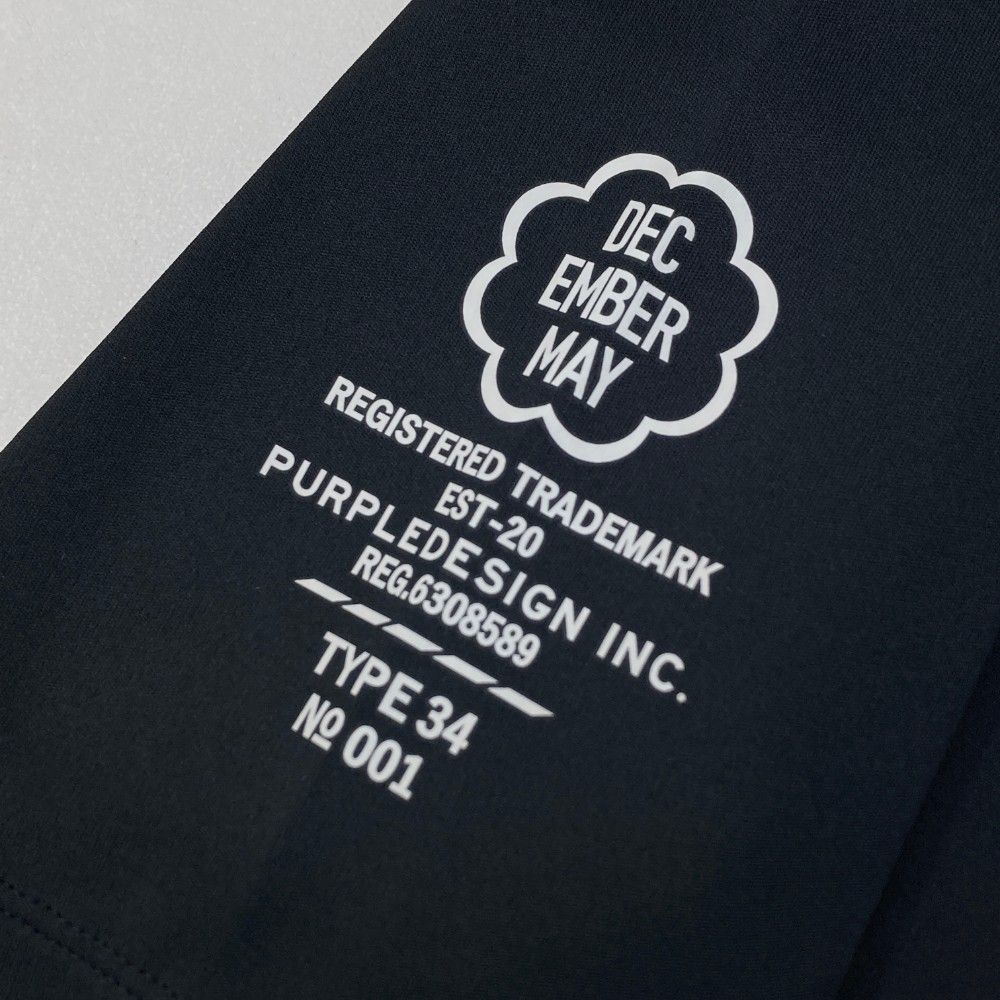 DEC
EMBER
MAY
REGISTERED TRADEMARK
EST-20
PURPLEDESIGN INC.
REG.6308589
TYPE 34
№ 001